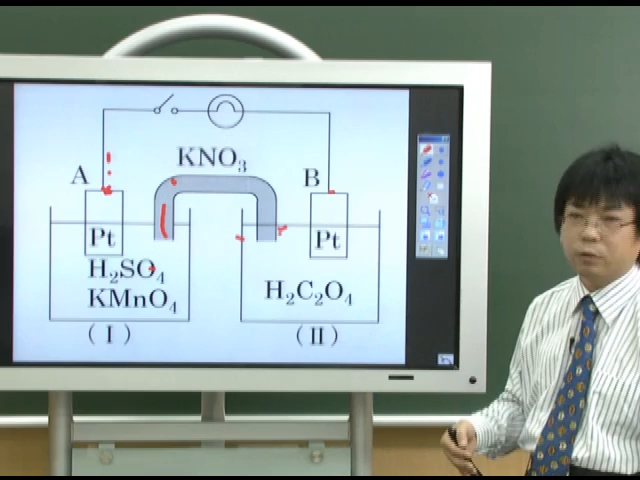 KNO₃
A
B
Pt
Pt
H₂SO₄
KMnO₄
H₂C₂O₄
(I)
(II)